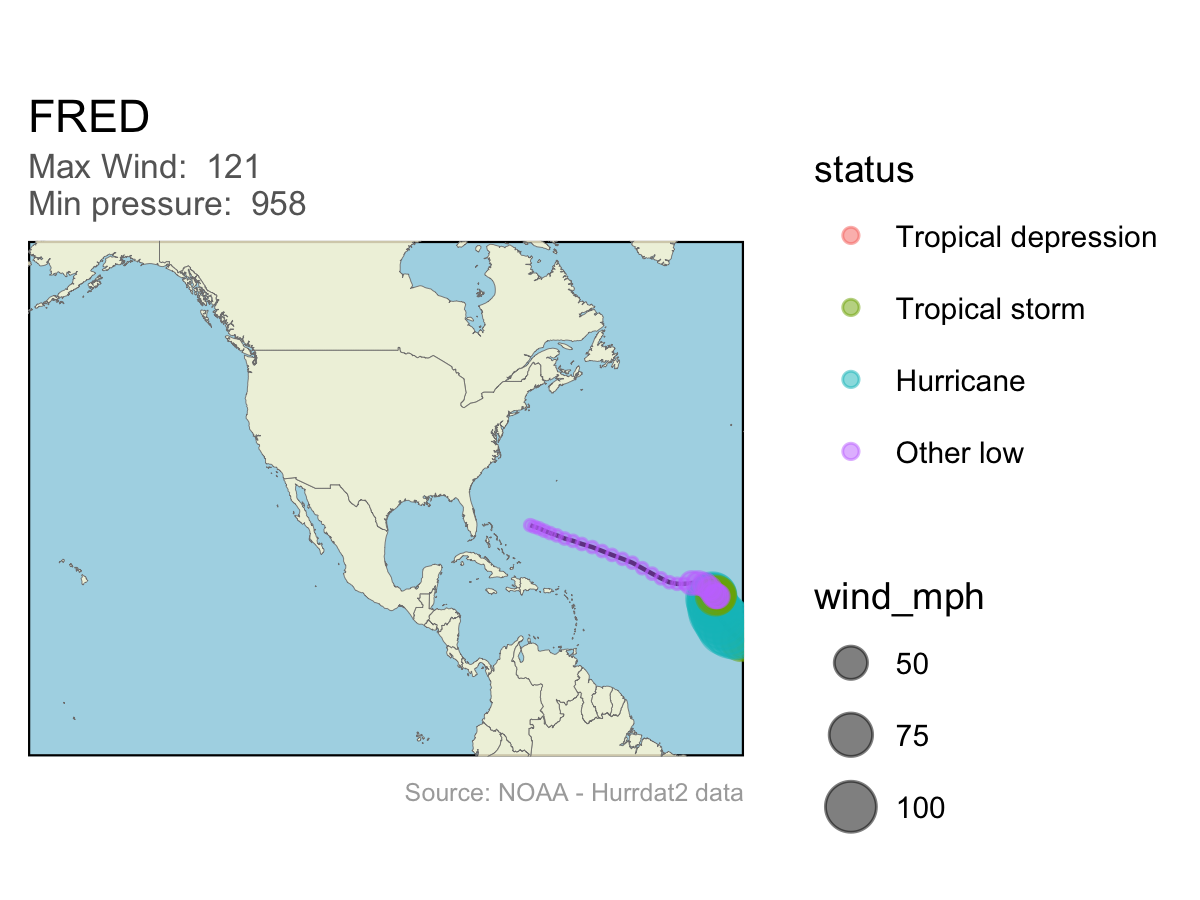 FRED
Max Wind:  121
Min pressure:  958
status
Tropical depression
Tropical storm
Hurricane
Other low
wind_mph
50
75
100
Source: NOAA - Hurrdat2 data